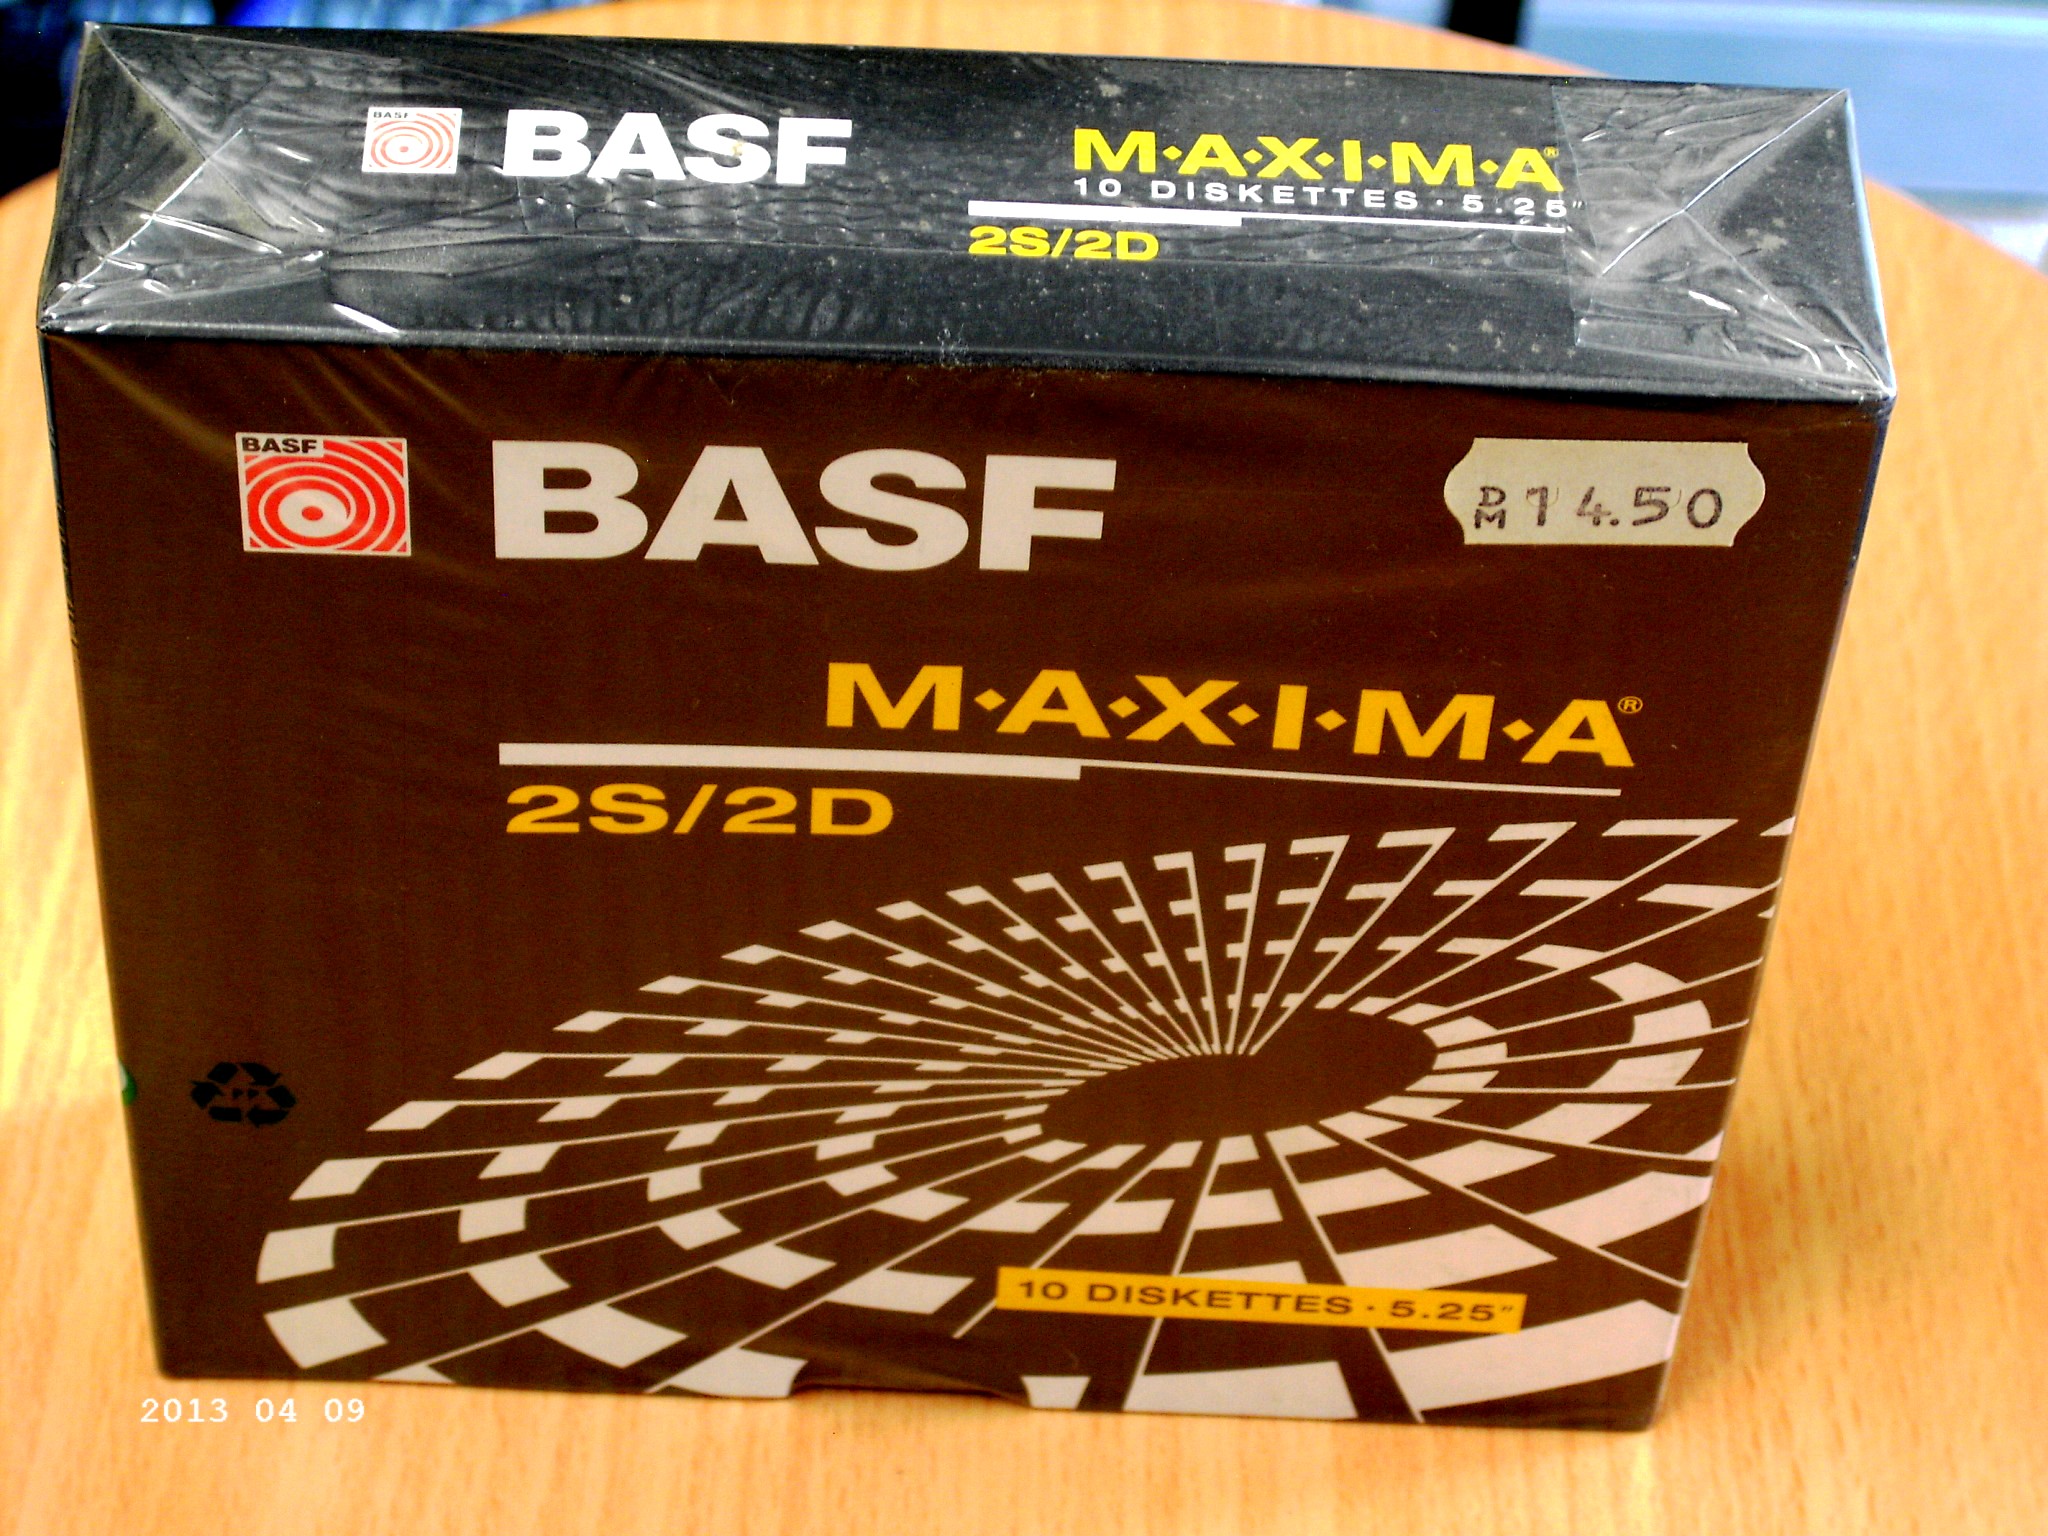 BASF
BASF
M·A·X·I·M·A®
10 DISKETTES · 5.25"
2S/2D
BASF
BASF
DM 14.50
M·A·X·I·M·A®
2S/2D
PP
10 DISKETTES · 5.25"
2013 04 09